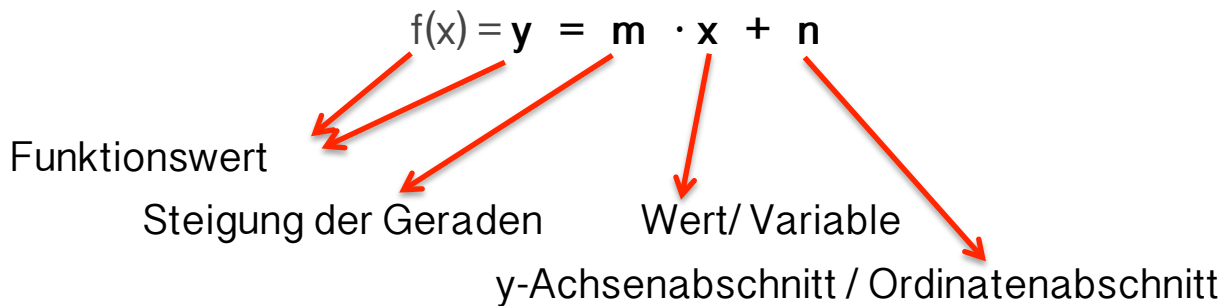 f(x) = y = m · x + n
Funktionswert
Steigung der Geraden Wert/ Variable
y-Achsenabschnitt / Ordinatenabschnitt